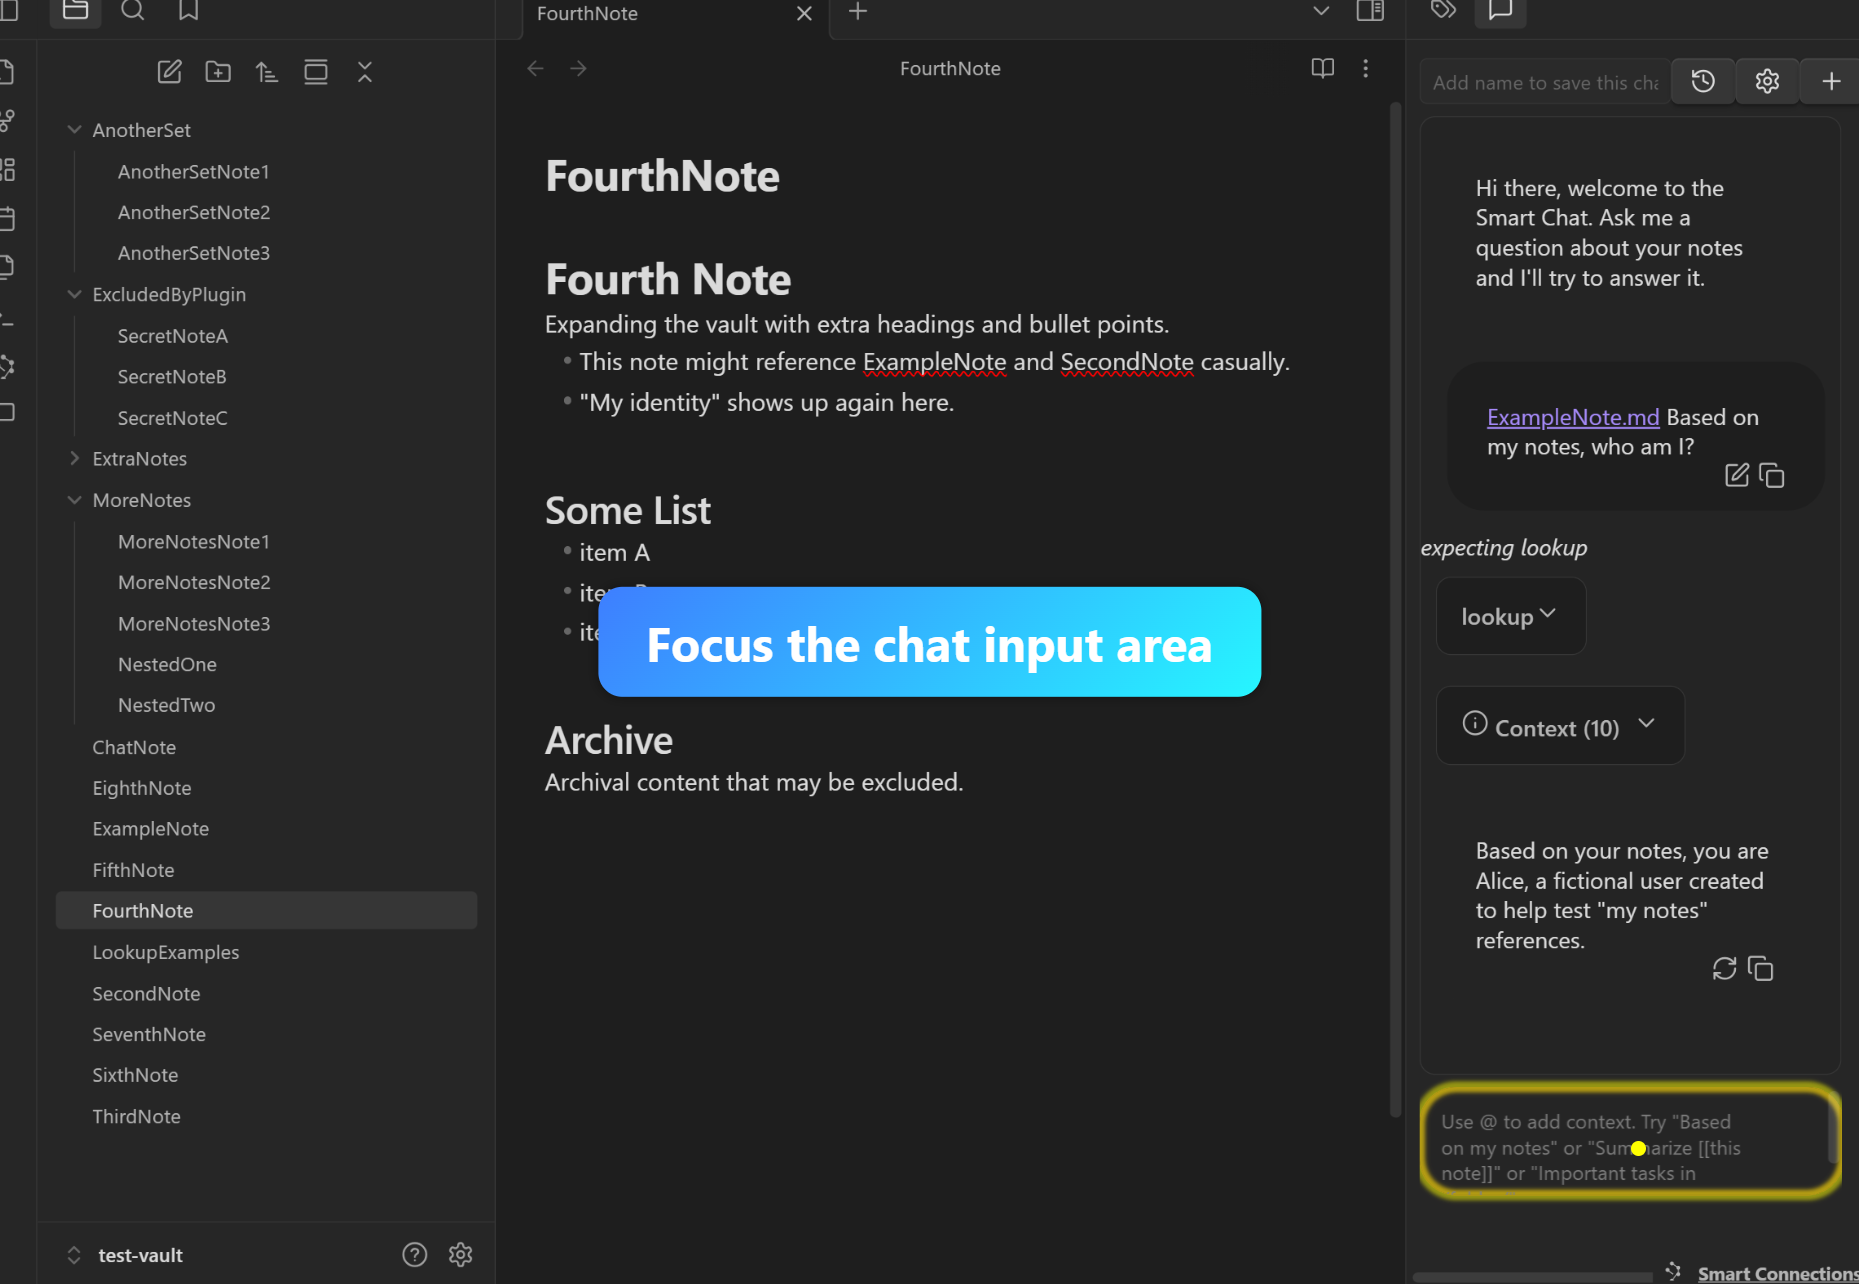 FourthNote
FourthNote
Add name to save this cha
AnotherSet
AnotherSetNote1
AnotherSetNote2
AnotherSetNote3
ExcludedByPlugin
SecretNoteA
SecretNoteB
SecretNoteC
ExtraNotes
MoreNotes
MoreNotesNote1
MoreNotesNote2
MoreNotesNote3
NestedOne
NestedTwo
ChatNote
EighthNote
ExampleNote
FifthNote
FourthNote
LookupExamples
SecondNote
SeventhNote
SixthNote
ThirdNote
test-vault
FourthNote
Fourth Note
Expanding the vault with extra headings and bullet points.
This note might reference ExampleNote and SecondNote casually.
"My identity" shows up again here.
Some List
item A
Focus the chat input area
Archive
Archival content that may be excluded.
Hi there, welcome to the
Smart Chat. Ask me a
question about your notes
and I'll try to answer it.
ExampleNote.md Based on
my notes, who am I?
expecting lookup
lookup
Context (10)
Based on your notes, you are
Alice, a fictional user created
to help test "my notes"
references.
Use @ to add context. Try "Based
on my notes" or "Summarize [[this
note]]" or "Important tasks in
Smart Connections